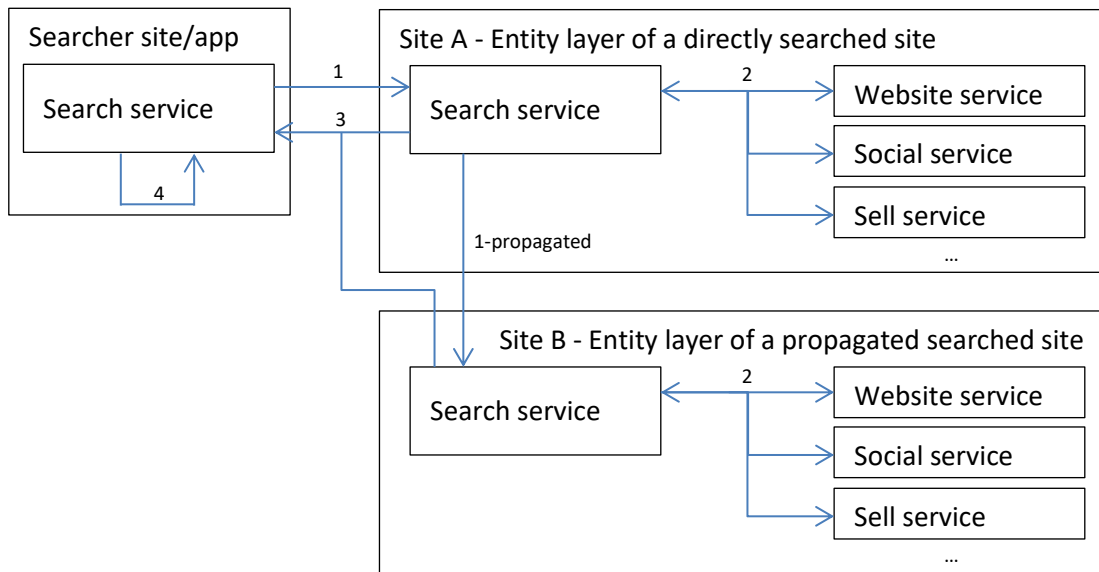 Searcher site/app
Search service
4
1
3
Site A - Entity layer of a directly searched site
Search service
2
Website service
Social service
Sell service
...
1-propagated
Site B - Entity layer of a propagated searched site
Search service
2
Website service
Social service
Sell service
...